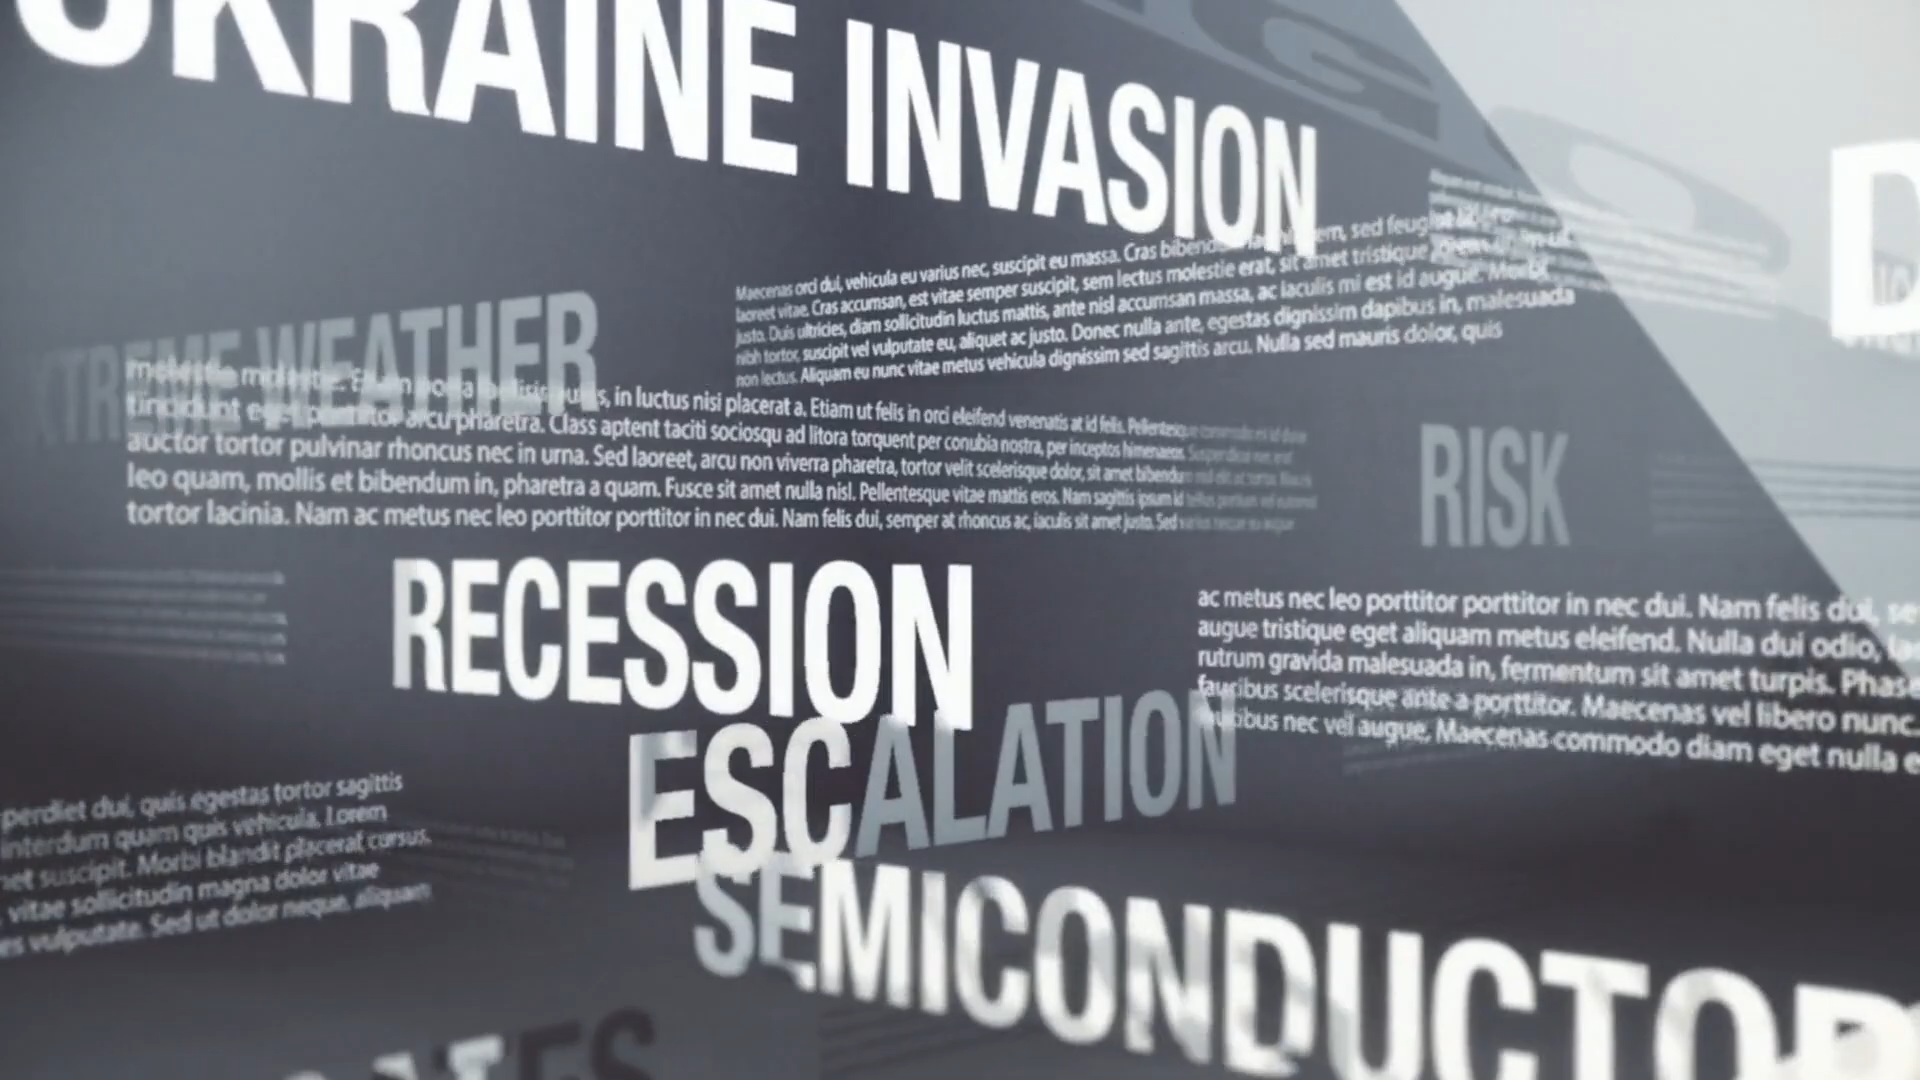 UKRAINE INVASION
Maecenas orci dui, vehicula eu varius nec, suscipit eu massa. Cras sed
laoreet vitae. Cras accumsan, est vitae semper suscipit, sem lectus molestie erat, sit amet tristique
justo. Duis ultricies, diam sollicitudin luctus mattis, ante nisl accumsan massa, ac iaculis mi est id augue. Morbi
nibh tortor, suscipit vel vulputate eu, aliquet ac justo. Donec nulla ante, egestas dignissim dapibus in, malesuada
non lectus. Aliquam eu nunc vitae metus vehicula dignissim sed sagittis arcu. Nulla sed mauris dolor, quis
XTREME WEATHER
molestie molestie. in luctus nisi placerat a. Etiam ut felis in orci eleifend venenatis at id felis. Pellentesque
tincidunt eget porttitor arcu pharetra. Class aptent taciti sociosqu ad litora torquent per conubia nostra, per inceptos himenaeos.
auctor tortor pulvinar rhoncus nec in urna. Sed laoreet, arcu non viverra pharetra, tortor velit scelerisque dolor, sit amet bibendum
leo quam, mollis et bibendum in, pharetra a quam. Fusce sit amet nulla nisl. Pellentesque vitae mattis eros. Nam sagittis ipsum id
tortor lacinia. Nam ac metus nec leo porttitor porttitor in nec dui. Nam felis dui, semper at rhoncus ac, iaculis sit amet justo. Sed
RISK
RECESSION
ac metus nec leo porttitor porttitor in nec dui. Nam felis dui, se
augue tristique eget aliquam metus eleifend. Nulla dui odio,
rutrum gravida malesuada in, fermentum sit amet turpis. Phase
faucibus scelerisque ante a porttitor. Maecenas vel libero nunc.
faucibus nec vel augue. Maecenas commodo diam eget nulla e
ESCALATION
perdiet dui, quis egestas tortor sagittis
interdum quam quis vehicula. Lorem
net suscipit. Morbi blandit placerat cursus.
vitae sollicitudin magna dolor vitae
es vulputate. Sed ut dolor neque, aliquam
SEMICONDUCTOR